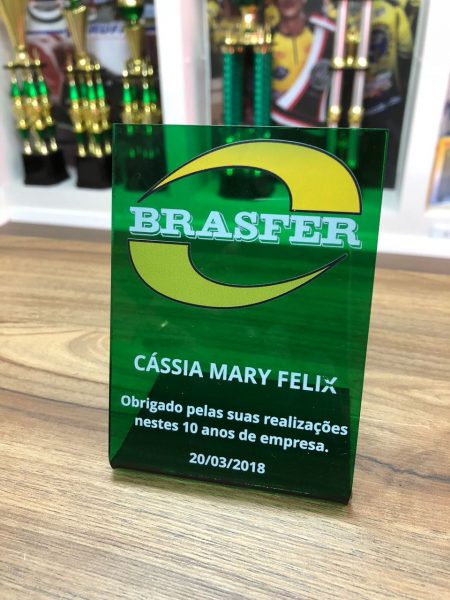 BRASFER
CÁSSIA MARY FELIX
Obrigado pelas suas realizações
nestes 10 anos de empresa.
20/03/2018